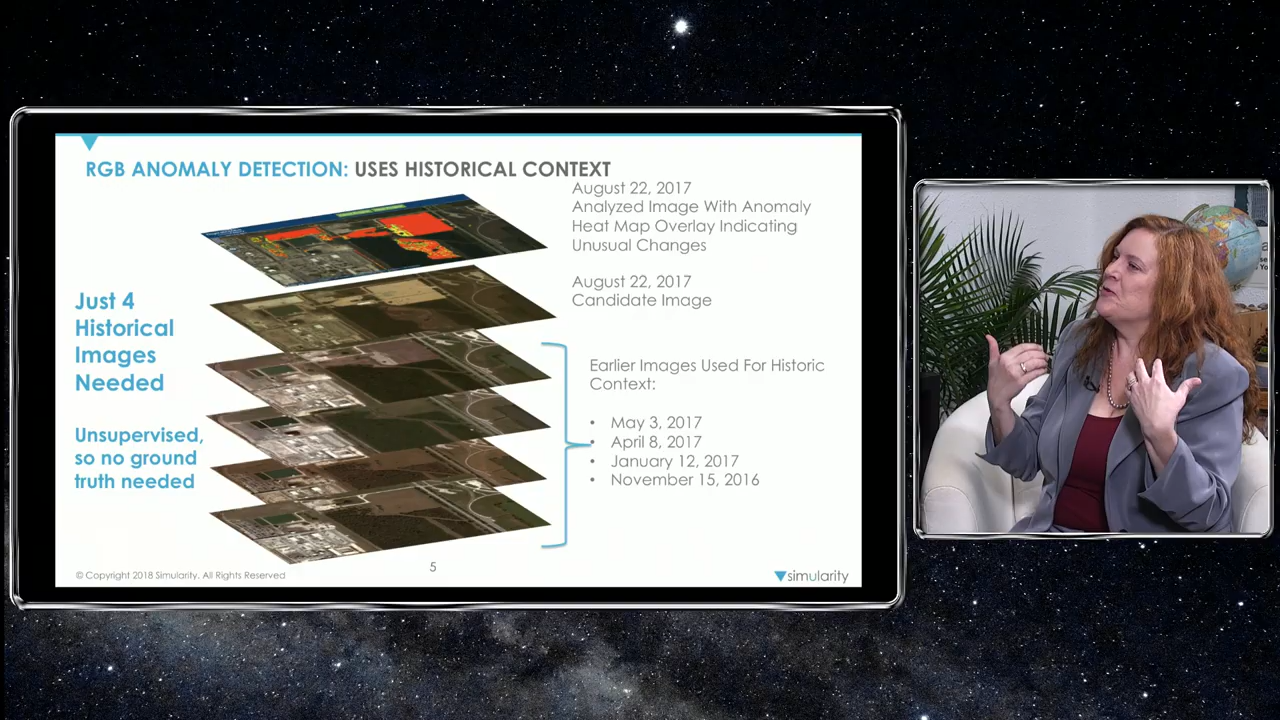 RGB ANOMALY DETECTION: USES HISTORICAL CONTEXT
August 22, 2017
Analyzed Image With Anomaly
Heat Map Overlay Indicating
Unusual Changes
August 22, 2017
Candidate Image
Just 4
Historical
Images
Needed
Unsupervised,
so no ground
truth needed
Earlier Images Used For Historic
Context:
• May 3, 2017
• April 8, 2017
• January 12, 2017
• November 15, 2016
© Copyright 2018 Simularity. All Rights Reserved
5
simularity